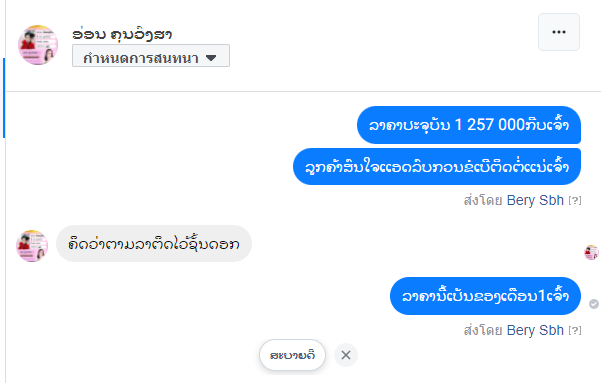 ອ່ອນ ຄຸນວົງສາ
กำหนดการสนทนา
ລາຄາປະຈຸບັນ 1 257 000ກີບເຈົ້າ
ລູກຄ້າສົນໃຈແອດລົບກວນຂໍເບີຕິດຕໍ່ແນ່ເຈົ້າ
ส่งโดย Bery Sbh [?]
ຄິດວ່າຕາມລາຕິດໄວ້ຊັ້ນດອກ
ລາຄານີ້ເປັນຂອງເດືອນ1ເຈົ້າ
ส่งโดย Bery Sbh [?]
ສະບາຍດີ